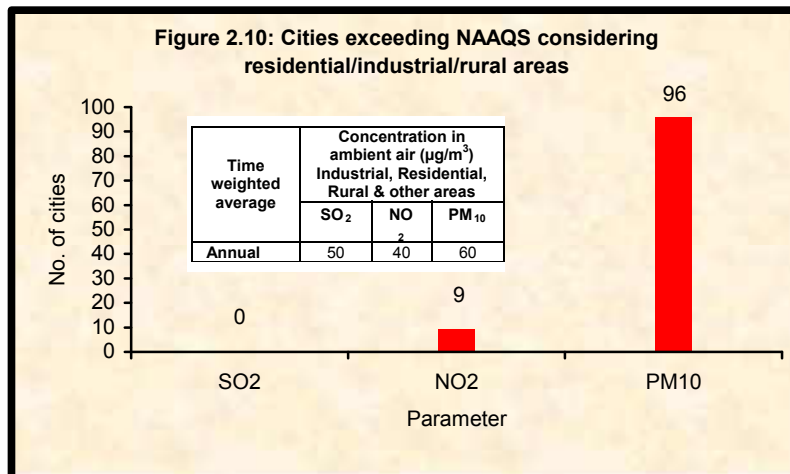 Figure 2.10: Cities exceeding NAAQS considering
residential/industrial/rural areas
No. of cities
100
90
80
70
60
50
40
30
20
10
0
Time
weighted
average
Concentration in
ambient air (µg/m³)
Industrial, Residential,
Rural & other areas
SO₂ NO₂ PM₁₀
Annual 50 40 60
0
9
96
SO2 NO2 PM10
Parameter